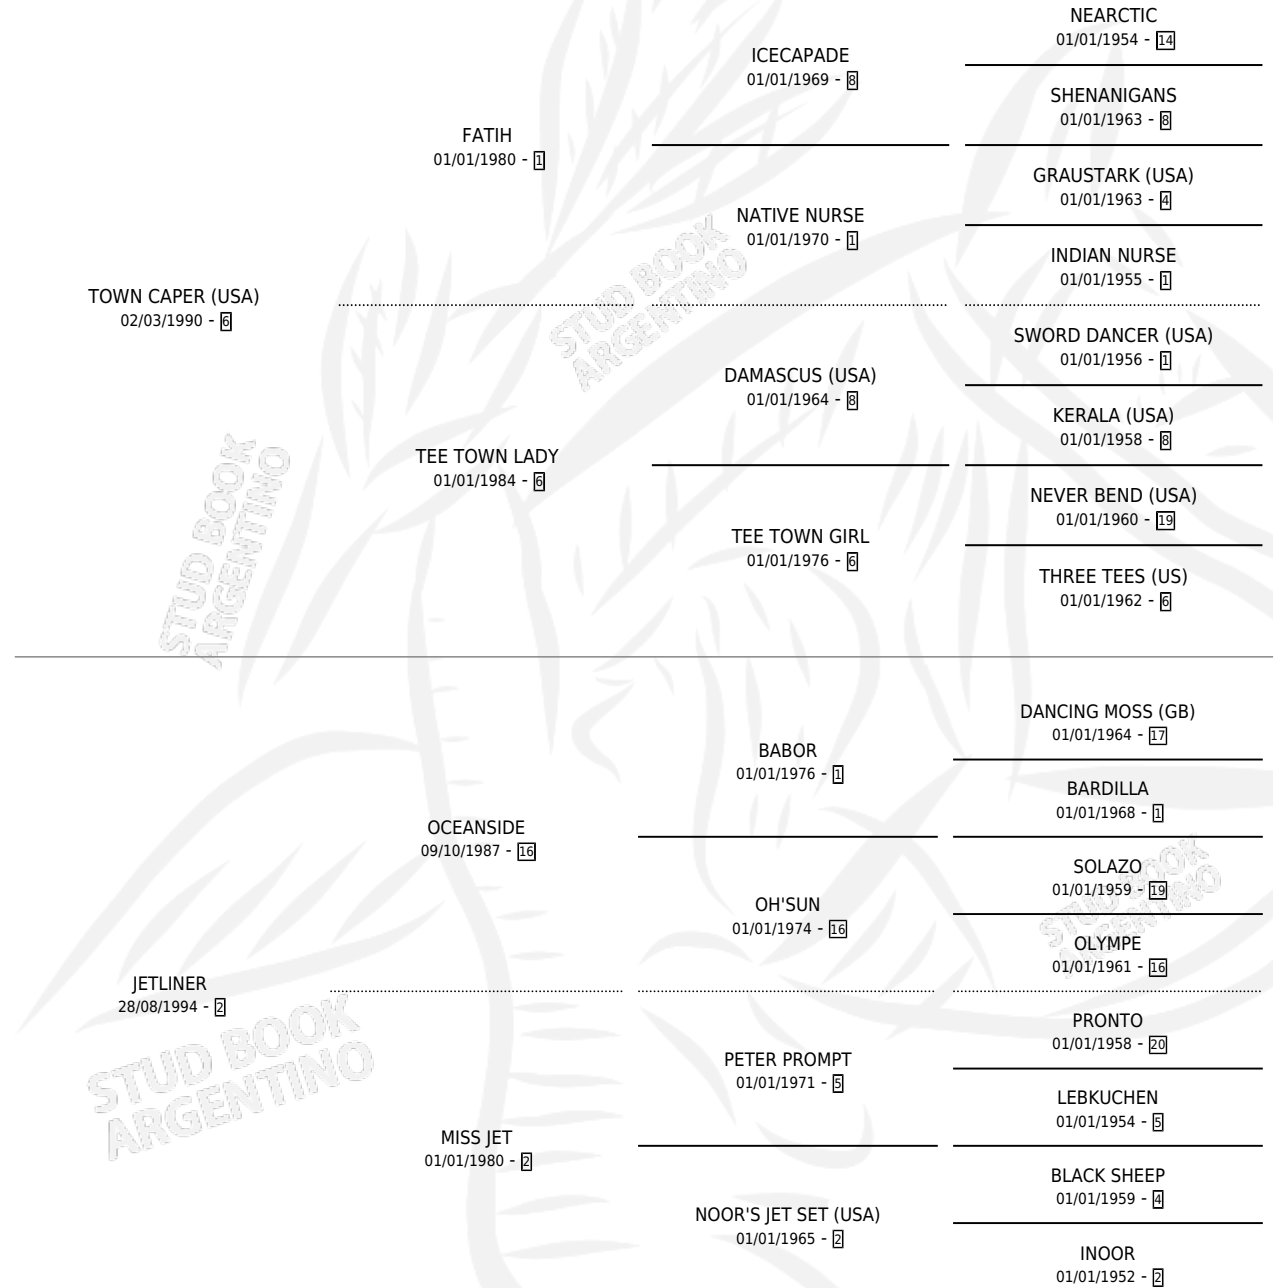 NEARCTIC
01/01/1954 - 14
ICECAPADE
01/01/1969 - 8
SHENANIGANS
01/01/1963 - 8
FATIH
01/01/1980 - 1
GRAUSTARK (USA)
01/01/1963 - 4
NATIVE NURSE
01/01/1970 - 1
INDIAN NURSE
01/01/1955 - 1
TOWN CAPER (USA)
02/03/1990 - 6
SWORD DANCER (USA)
01/01/1956 - 1
DAMASCUS (USA)
01/01/1964 - 8
KERALA (USA)
01/01/1958 - 8
TEE TOWN LADY
01/01/1984 - 6
NEVER BEND (USA)
01/01/1960 - 19
TEE TOWN GIRL
01/01/1976 - 6
THREE TEES (US)
01/01/1962 - 6
STUD BOOK
ARGENTINO
STUD BOOK
ARGENTINO
DANCING MOSS (GB)
01/01/1964 - 17
BABOR
01/01/1976 - 1
BARDILLA
01/01/1968 - 1
OCEANSIDE
09/10/1987 - 16
SOLAZO
01/01/1959 - 19
OH'SUN
01/01/1974 - 16
OLYMPE
01/01/1961 - 16
JETLINER
28/08/1994 - 2
PRONTO
01/01/1958 - 20
PETER PROMPT
01/01/1971 - 5
LEBKUCHEN
01/01/1954 - 5
MISS JET
01/01/1980 - 2
BLACK SHEEP
01/01/1959 - 4
NOOR'S JET SET (USA)
01/01/1965 - 2
INOOR
01/01/1952 - 2
STUD BOOK
ARGENTINO
STUD BOOK
ARGENTINO